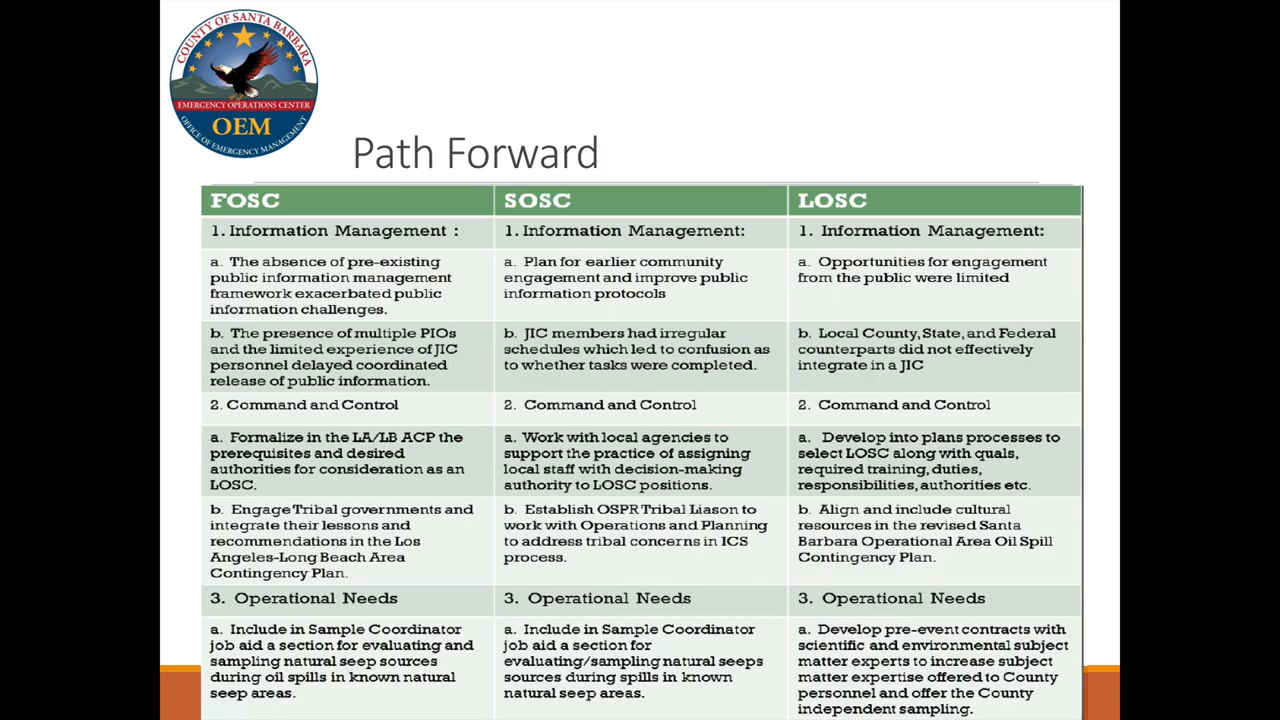 COUNTY OF SANTA BARBARA
EMERGENCY OPERATIONS CENTER
OEM
OFFICE OF EMERGENCY MANAGEMENT
Path Forward
FOSC
SOSC
LOSC
1. Information Management :
1. Information Management:
1. Information Management:
a. The absence of pre-existing
public information management
framework exacerbated public
information challenges.
a. Plan for earlier community
engagement and improve public
information protocols
a. Opportunities for engagement
from the public were limited
b. The presence of multiple PIOs
and the limited experience of JIC
personnel delayed coordinated
release of public information.
b. JIC members had irregular
schedules which led to confusion as
to whether tasks were completed.
b. Local County, State, and Federal
counterparts did not effectively
integrate in a JIC
2. Command and Control
2. Command and Control
2. Command and Control
a. Formalize in the LA/LB ACP the
prerequisites and desired
authorities for consideration as an
LOSC.
a. Work with local agencies to
support the practice of assigning
local staff with decision-making
authority to LOSC positions.
a. Develop into plans processes to
select LOSC along with quals,
required training, duties,
responsibilities, authorities etc.
b. Engage Tribal governments and
integrate their lessons and
recommendations in the Los
Angeles-Long Beach Area
Contingency Plan.
b. Establish OSPR Tribal Liason to
work with Operations and Planning
to address tribal concerns in ICS
process.
b. Align and include cultural
resources in the revised Santa
Barbara Operational Area Oil Spill
Contingency Plan.
3. Operational Needs
3. Operational Needs
3. Operational Needs
a. Include in Sample Coordinator
job aid a section for evaluating and
sampling natural seep sources
during oil spills in known natural
seep areas.
a. Include in Sample Coordinator
job aid a section for
evaluating/sampling natural seeps
sources during spills in known
natural seep areas.
a. Develop pre-event contracts with
scientific and environmental subject
matter experts to increase subject
matter expertise offered to County
personnel and offer the County
independent sampling.